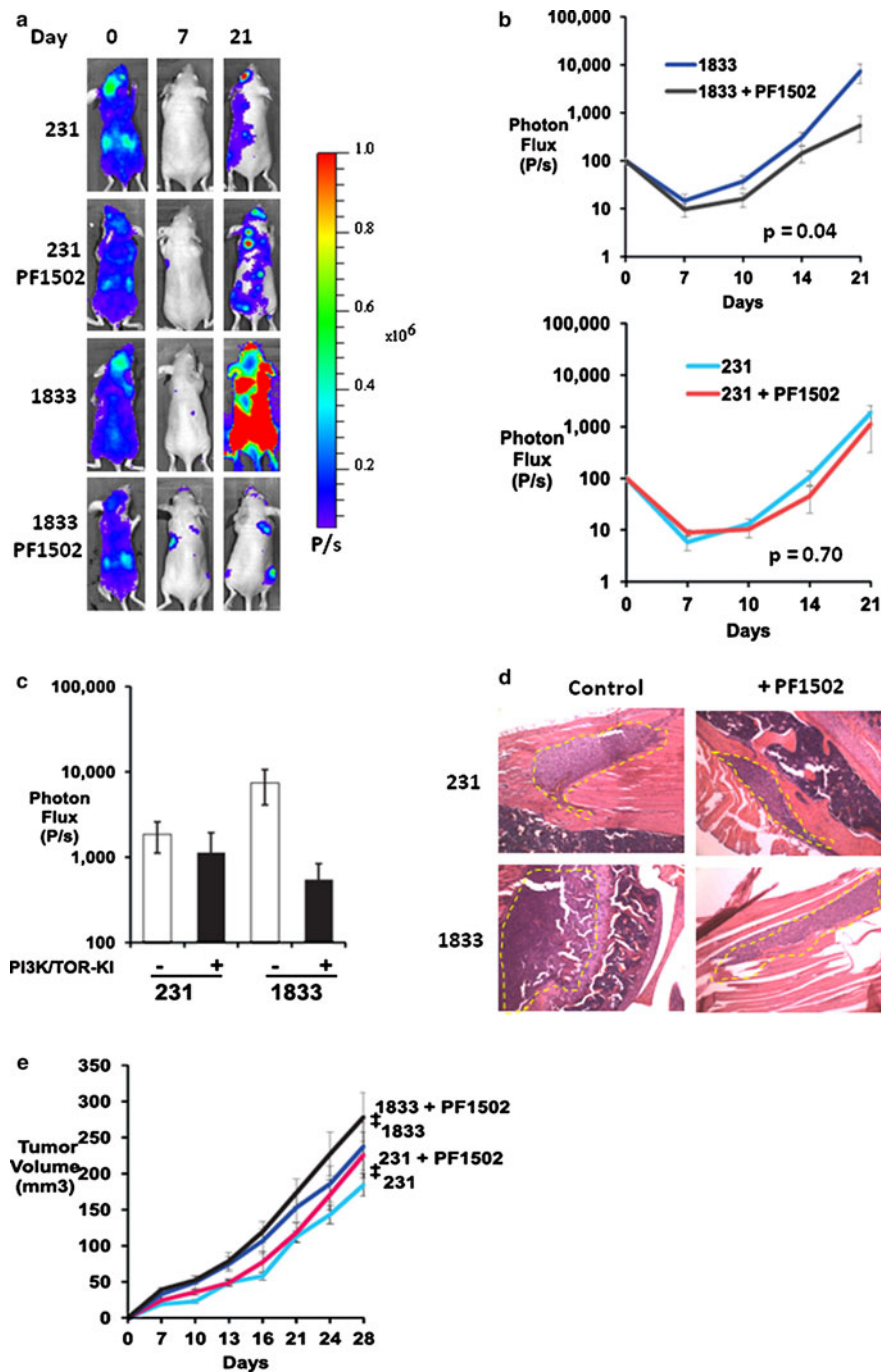 a
Day 0 7 21
231
231
PF1502
1833
1833
PF1502
1.0
0.8
0.6
x10⁶
0.4
0.2
P/s
b
100,000
10,000
1,000
100
10
1
Photon
Flux
(P/s)
1833
1833 + PF1502
p = 0.04
0 7 10 14 21
Days
100,000
10,000
1,000
100
10
1
Photon
Flux
(P/s)
231
231 + PF1502
p = 0.70
0 7 10 14 21
Days
c
100,000
10,000
1,000
100
Photon
Flux
(P/s)
PI3K/TOR-KI - + - +
231 1833
d
Control + PF1502
231
1833
e
350
300
250
200
150
100
50
0
Tumor
Volume
(mm3)
1833 + PF1502
‡
1833
231 + PF1502
‡
231
0 7 10 13 16 21 24 28
Days